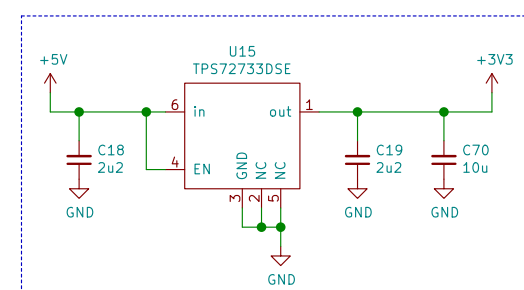 +5V
U15
TPS72733DSE
+3V3
6 in
out 1
C18
2u2
C19
2u2
C70
10u
4 EN
GND
NC
NC
3
2
5
GND
GND
GND
GND